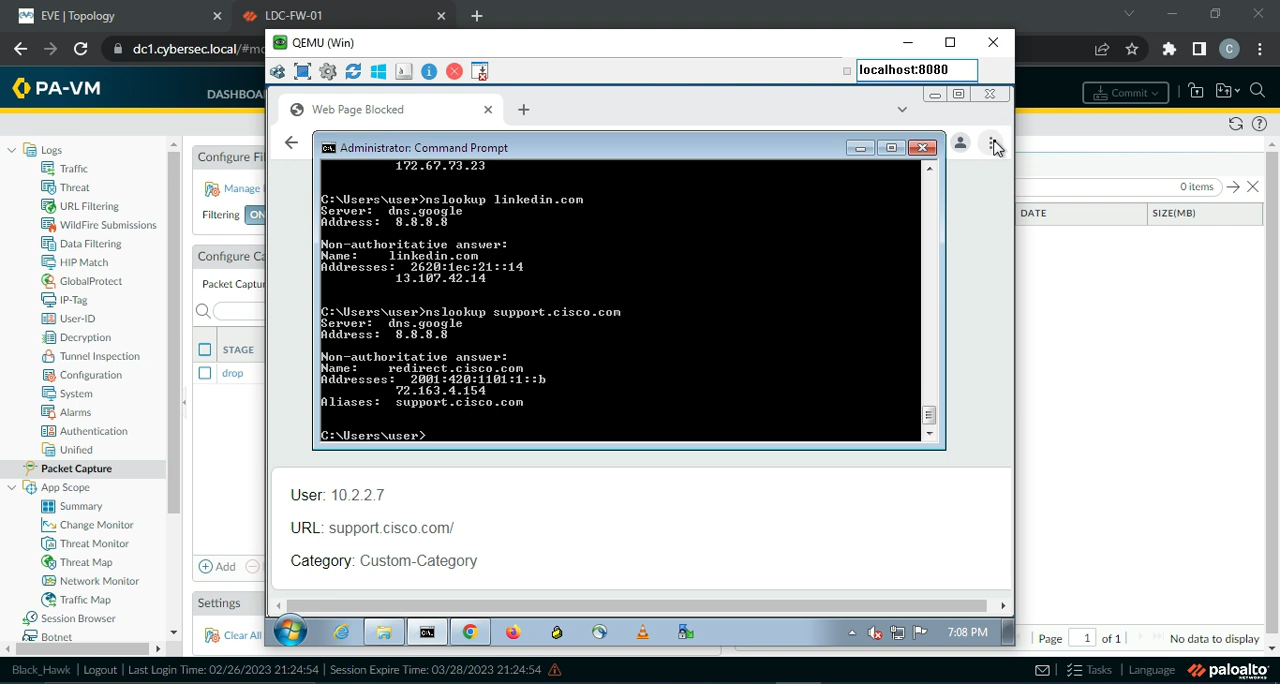 EVE | Topology
LDC-FW-01
dc1.cybersec.local/#mo
PA-VM
DASHBOA
Commit
QEMU (Win)
localhost:8080
Web Page Blocked
Logs
Traffic
Threat
URL Filtering
WildFire Submissions
Data Filtering
HIP Match
GlobalProtect
IP-Tag
User-ID
Decryption
Tunnel Inspection
Configuration
System
Alarms
Authentication
Unified
Packet Capture
App Scope
Summary
Change Monitor
Threat Monitor
Threat Map
Network Monitor
Traffic Map
Session Browser
Botnet
Configure Fi
Manage
Filtering ON
Configure Ca
Packet Captur
STAGE
drop
Add
Settings
Clear All
Administrator: Command Prompt
172.67.73.23
C:\Users\user>nslookup linkedin.com
Server: dns.google
Address: 8.8.8.8
Non-authoritative answer:
Name: linkedin.com
Addresses: 2620:1ec:21::14
13.107.42.14
C:\Users\user>nslookup support.cisco.com
Server: dns.google
Address: 8.8.8.8
Non-authoritative answer:
Name: redirect.cisco.com
Addresses: 2001:420:1101:1::b
72.163.4.154
Aliases: support.cisco.com
C:\Users\user>
User: 10.2.2.7
URL: support.cisco.com/
Category: Custom-Category
7:08 PM
0 items
DATE
SIZE(MB)
Page 1 of 1
No data to display
Black_Hawk | Logout | Last Login Time: 02/26/2023 21:24:54 | Session Expire Time: 03/28/2023 21:24:54
Tasks | Language
paloalto
NETWORKS